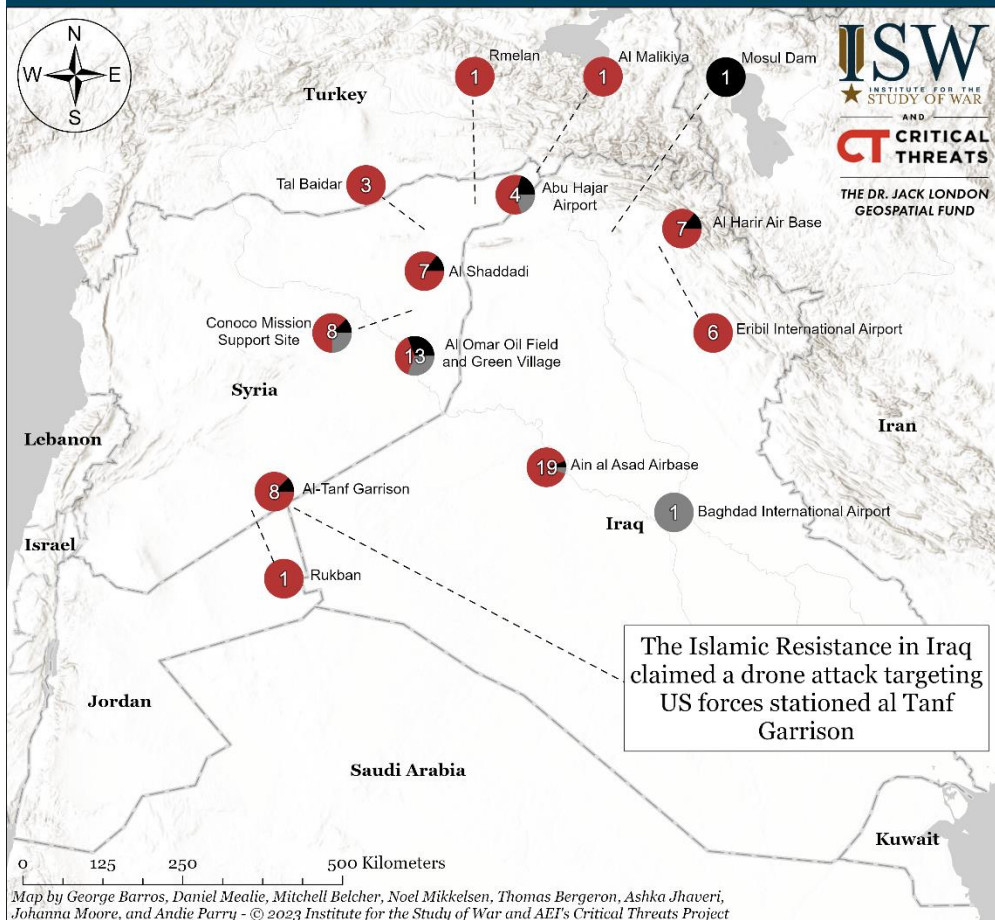 N
W
E
S
Turkey
Rmelan
1
Al Malikiya
1
Mosul Dam
1
ISW
INSTITUTE FOR THE
STUDY OF WAR
AND
CT CRITICAL
THREATS
THE DR. JACK LONDON
GEOSPATIAL FUND
Tal Baidar
3
4
Abu Hajar
Airport
7
Al Harir Air Base
7
Al Shaddadi
Conoco Mission
Support Site
8
13
Al Omar Oil Field
and Green Village
6
Eribil International Airport
Syria
Lebanon
Iran
19
Ain al Asad Airbase
8
Al-Tanf Garrison
1
Baghdad International Airport
Iraq
Israel
1
Rukban
The Islamic Resistance in Iraq
claimed a drone attack targeting
US forces stationed al Tanf
Garrison
Jordan
Saudi Arabia
Kuwait
0 125 250 500 Kilometers
Map by George Barros, Daniel Mealie, Mitchell Belcher, Noel Mikkelsen, Thomas Bergeron, Ashka Jhaveri,
Johanna Moore, and Andie Parry - © 2023 Institute for the Study of War and AEI's Critical Threats Project